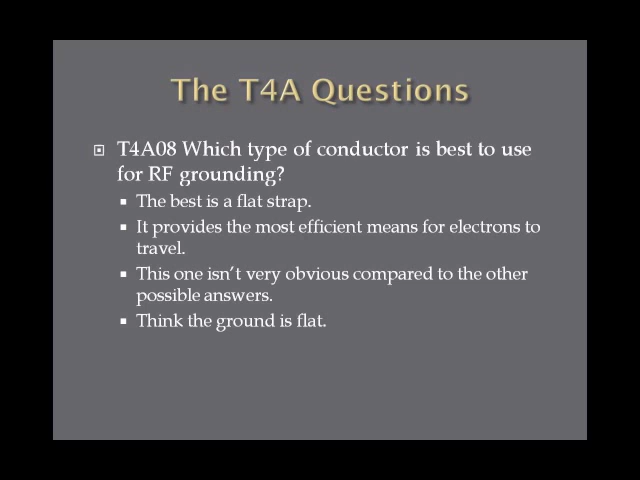 The T4A Questions
T4A08 Which type of conductor is best to use
for RF grounding?
The best is a flat strap.
It provides the most efficient means for electrons to
travel.
This one isn't very obvious compared to the other
possible answers.
Think the ground is flat.